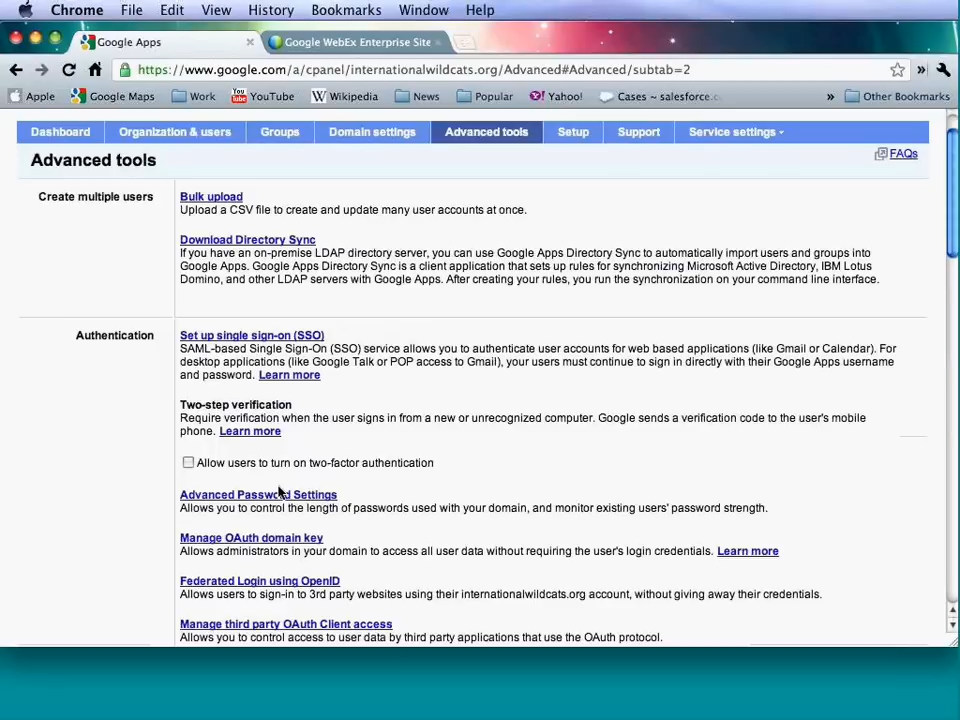 Chrome File Edit View History Bookmarks Window Help
Google Apps
Google WebEx Enterprise Site
https://www.google.com/a/cpanel/internationalwildcats.org/Advanced#Advanced/subtab=2
Apple Google Maps Work YouTube Wikipedia News Popular Yahoo! Cases ~ salesforce.c » Other Bookmarks
Dashboard Organization & users Groups Domain settings Advanced tools Setup Support Service settings
Advanced tools
FAQs
Create multiple users
Bulk upload
Upload a CSV file to create and update many user accounts at once.
Download Directory Sync
If you have an on-premise LDAP directory server, you can use Google Apps Directory Sync to automatically import users and groups into
Google Apps. Google Apps Directory Sync is a client application that sets up rules for synchronizing Microsoft Active Directory, IBM Lotus
Domino, and other LDAP servers with Google Apps. After creating your rules, you run the synchronization on your command line interface.
Authentication
Set up single sign-on (SSO)
SAML-based Single Sign-On (SSO) service allows you to authenticate user accounts for web based applications (like Gmail or Calendar). For
desktop applications (like Google Talk or POP access to Gmail), your users must continue to sign in directly with their Google Apps username
and password. Learn more
Two-step verification
Require verification when the user signs in from a new or unrecognized computer. Google sends a verification code to the user's mobile
phone. Learn more
Allow users to turn on two-factor authentication
Advanced Password Settings
Allows you to control the length of passwords used with your domain, and monitor existing users' password strength.
Manage OAuth domain key
Allows administrators in your domain to access all user data without requiring the user's login credentials. Learn more
Federated Login using OpenID
Allows users to sign-in to 3rd party websites using their internationalwildcats.org account, without giving away their credentials.
Manage third party OAuth Client access
Allows you to control access to user data by third party applications that use the OAuth protocol.